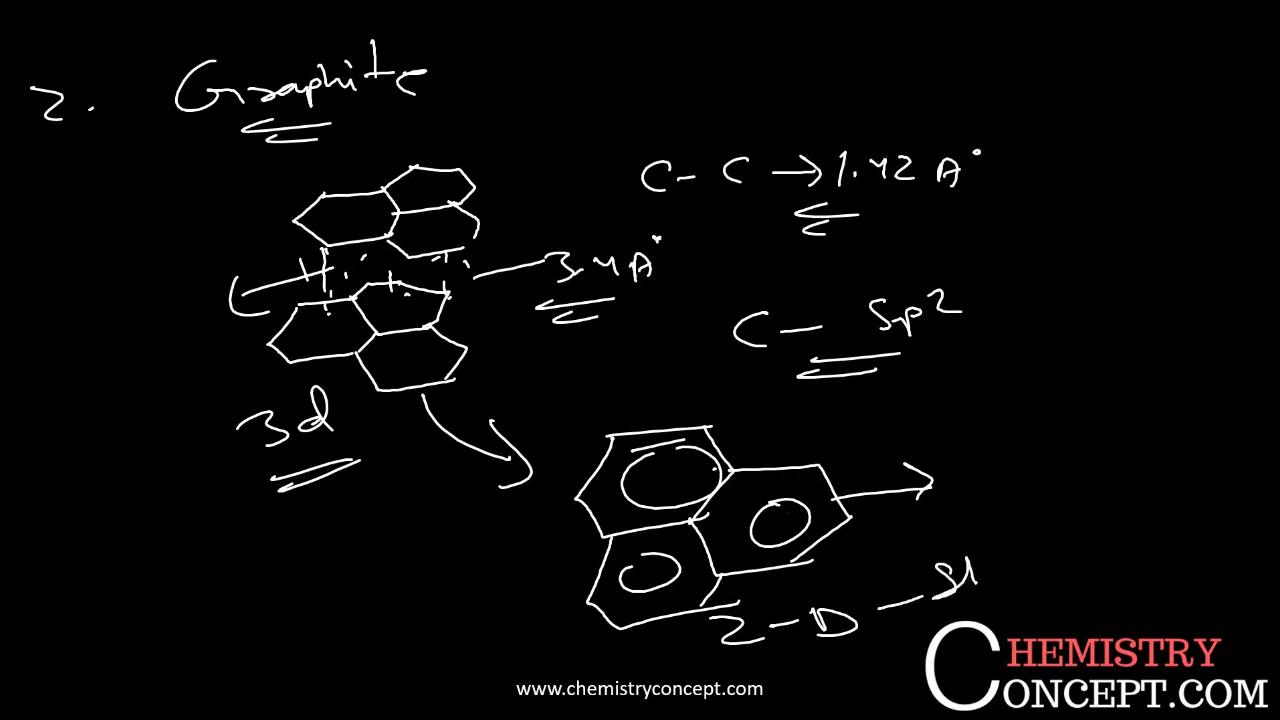 2. Graphite
C - C → 1.42 A°
3.4 A°
C - Sp2
3d
2 - D -
CHEMISTRY
CONCEPT.COM
www.chemistryconcept.com